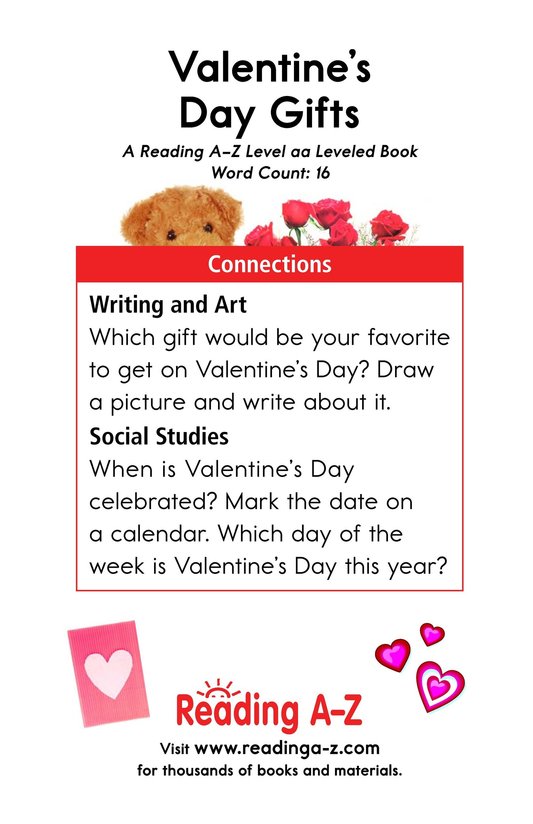 Valentine's
Day Gifts
A Reading A–Z Level aa Leveled Book
Word Count: 16
Connections
Writing and Art
Which gift would be your favorite
to get on Valentine's Day? Draw
a picture and write about it.
Social Studies
When is Valentine's Day
celebrated? Mark the date on
a calendar. Which day of the
week is Valentine's Day this year?
Reading A–Z
Visit www.readinga-z.com
for thousands of books and materials.